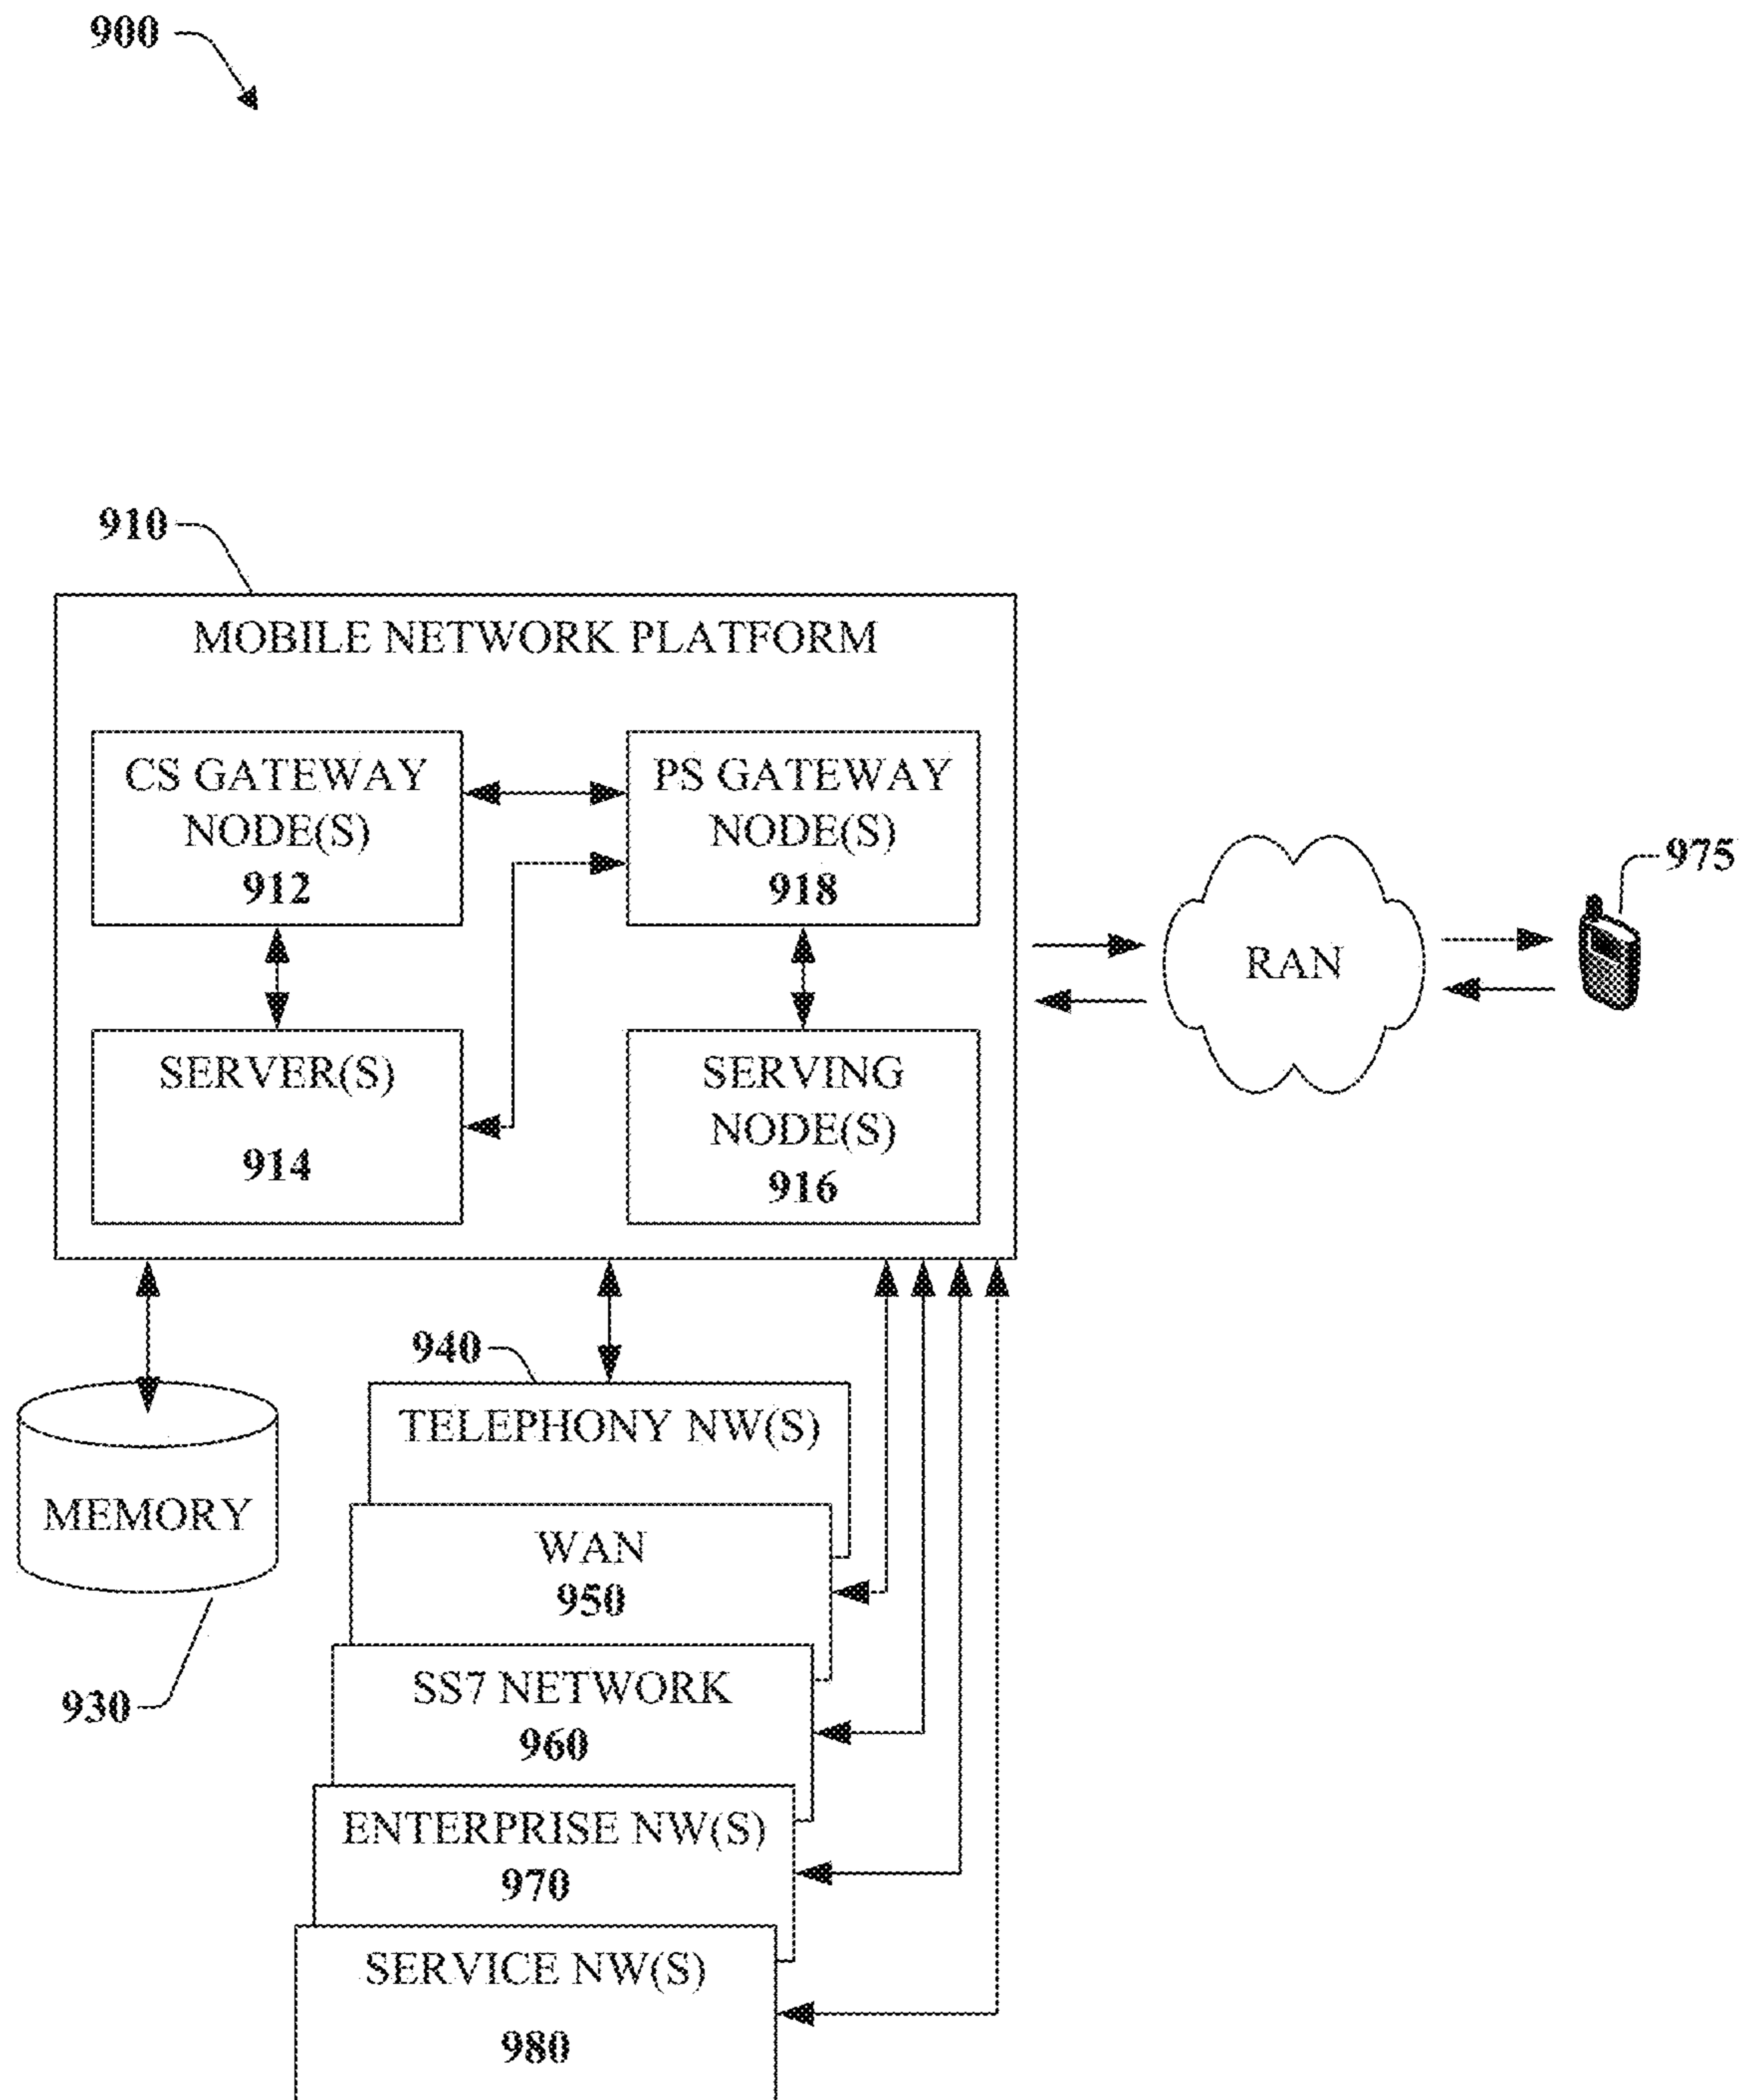 900
910
MOBILE NETWORK PLATFORM
CS GATEWAY
NODE(S)
912
PS GATEWAY
NODE(S)
918
SERVER(S)
914
SERVING
NODE(S)
916
RAN
975
940
TELEPHONY NW(S)
MEMORY
930
WAN
950
SS7 NETWORK
960
ENTERPRISE NW(S)
970
SERVICE NW(S)
980